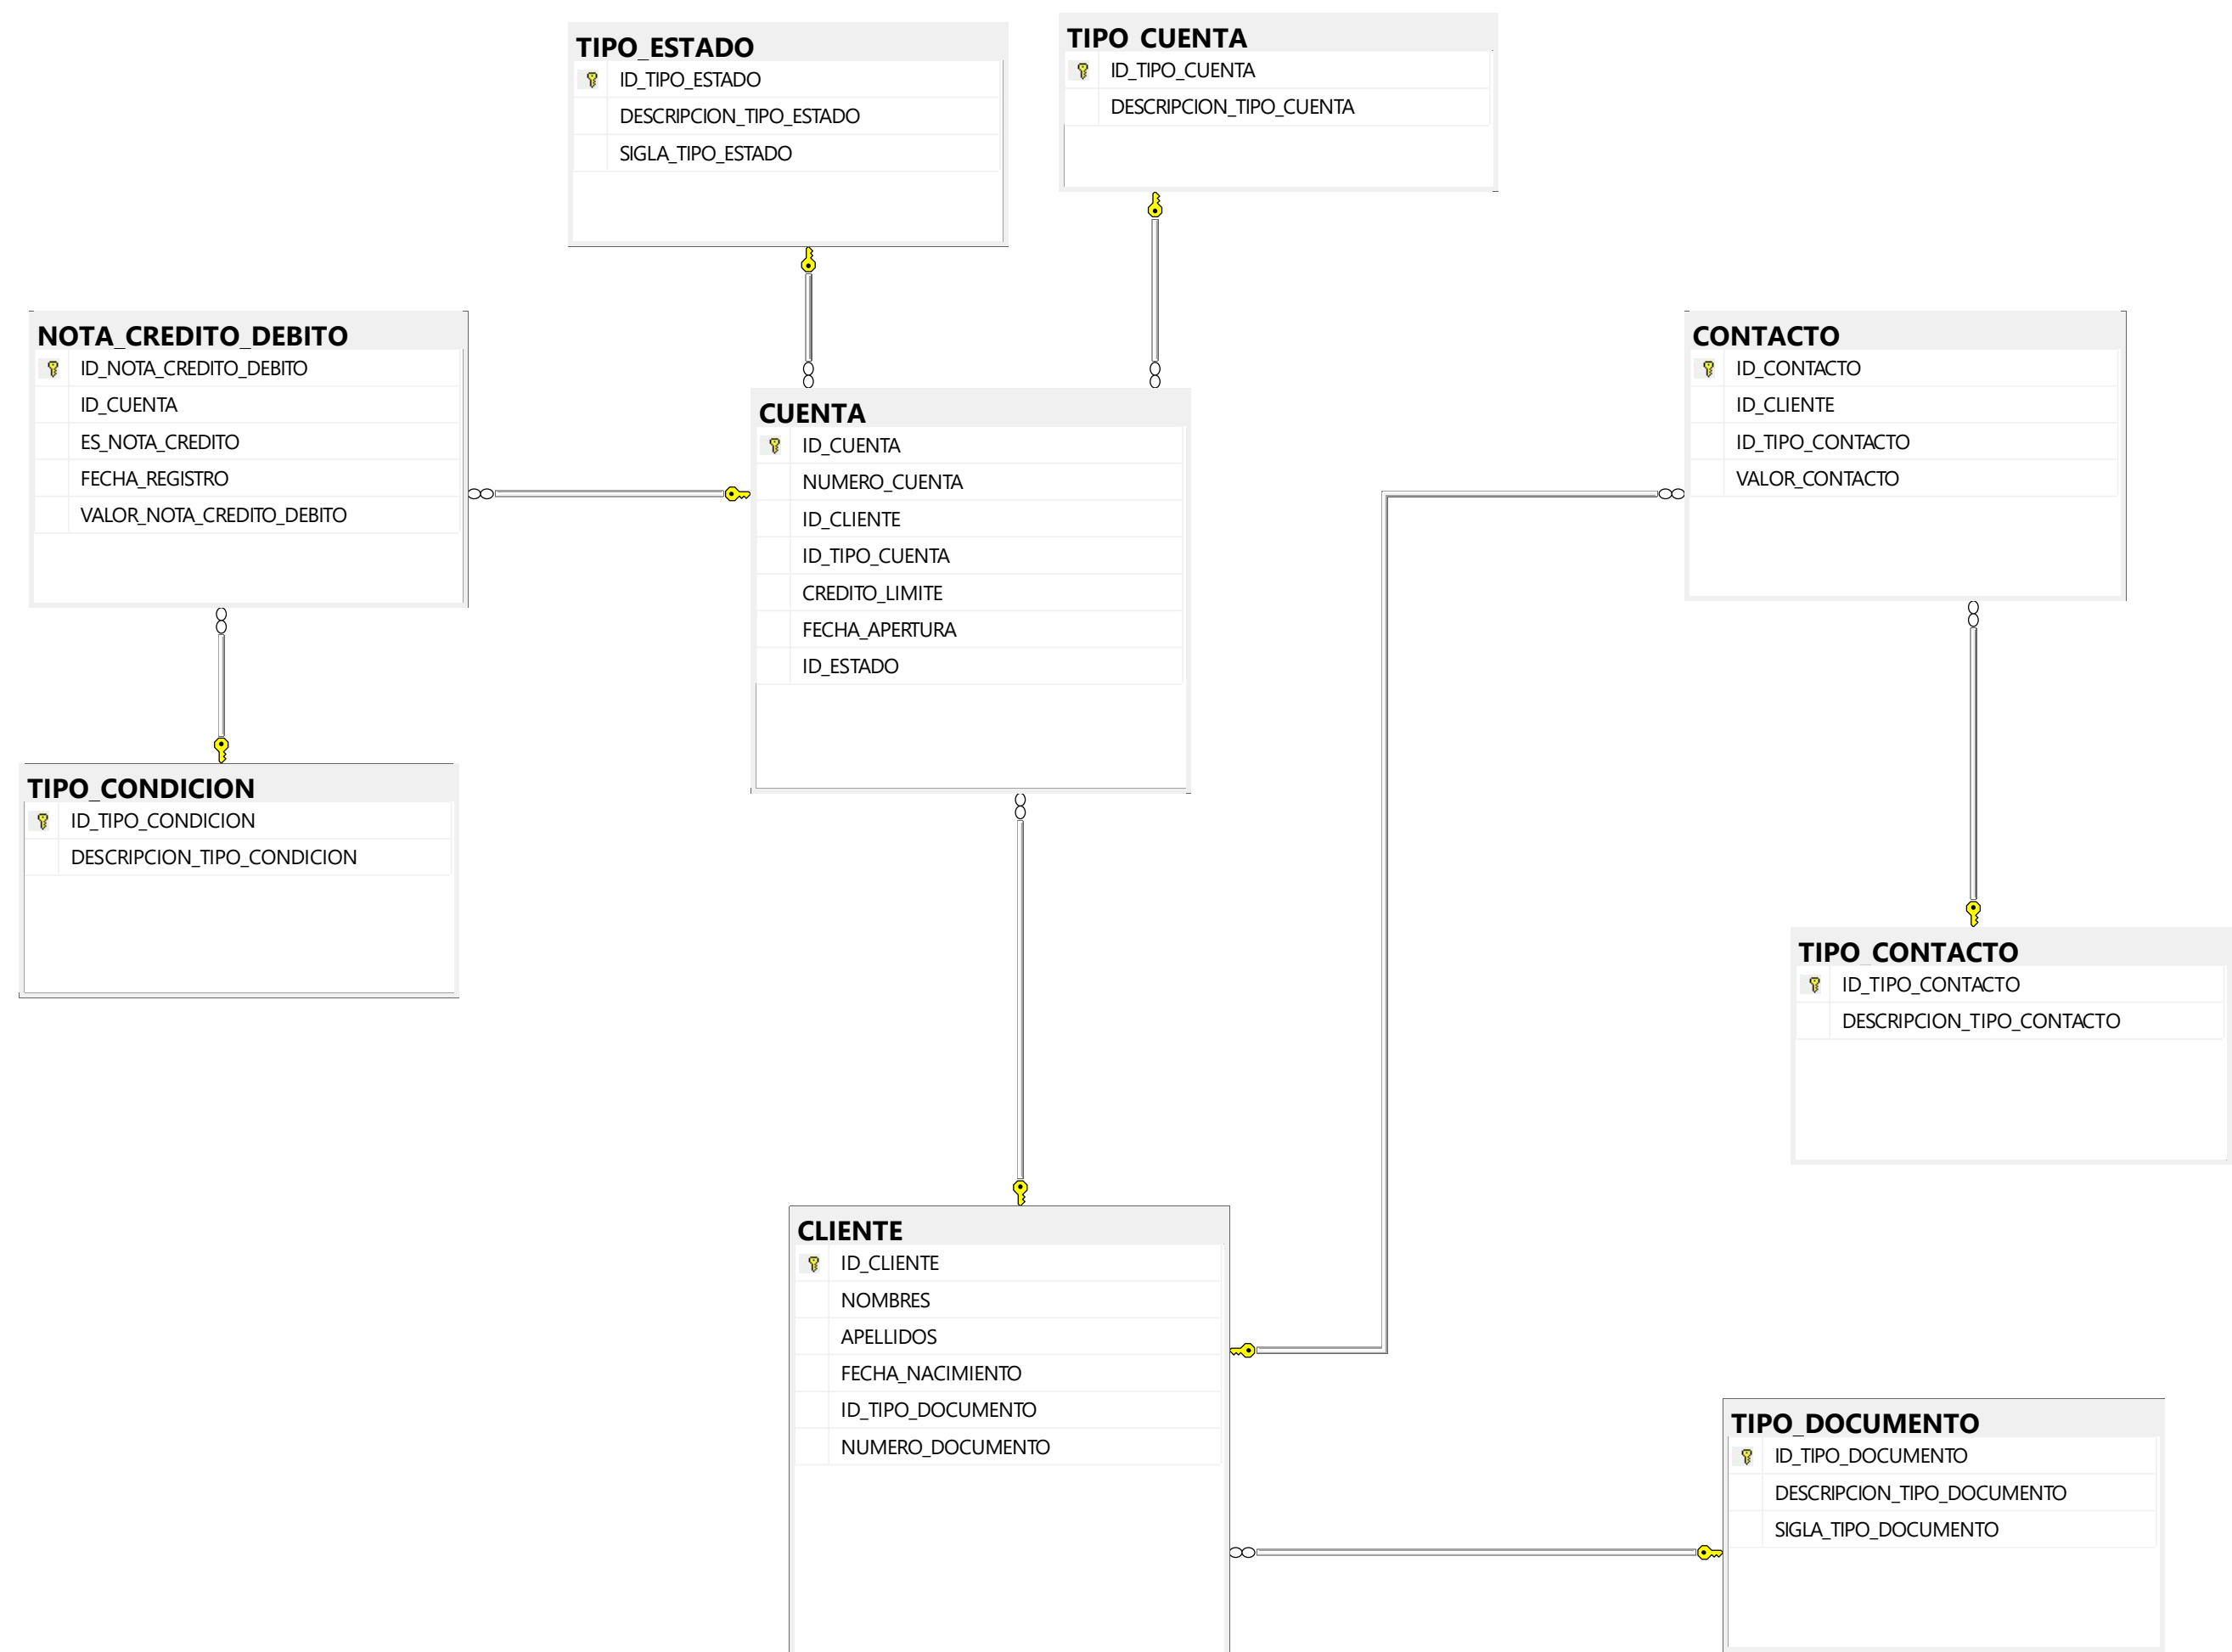 TIPO_ESTADO
ID_TIPO_ESTADO
DESCRIPCION_TIPO_ESTADO
SIGLA_TIPO_ESTADO
TIPO_CUENTA
ID_TIPO_CUENTA
DESCRIPCION_TIPO_CUENTA
NOTA_CREDITO_DEBITO
ID_NOTA_CREDITO_DEBITO
ID_CUENTA
ES_NOTA_CREDITO
FECHA_REGISTRO
VALOR_NOTA_CREDITO_DEBITO
CUENTA
ID_CUENTA
NUMERO_CUENTA
ID_CLIENTE
ID_TIPO_CUENTA
CREDITO_LIMITE
FECHA_APERTURA
ID_ESTADO
CONTACTO
ID_CONTACTO
ID_CLIENTE
ID_TIPO_CONTACTO
VALOR_CONTACTO
TIPO_CONDICION
ID_TIPO_CONDICION
DESCRIPCION_TIPO_CONDICION
TIPO_CONTACTO
ID_TIPO_CONTACTO
DESCRIPCION_TIPO_CONTACTO
CLIENTE
ID_CLIENTE
NOMBRES
APELLIDOS
FECHA_NACIMIENTO
ID_TIPO_DOCUMENTO
NUMERO_DOCUMENTO
TIPO_DOCUMENTO
ID_TIPO_DOCUMENTO
DESCRIPCION_TIPO_DOCUMENTO
SIGLA_TIPO_DOCUMENTO